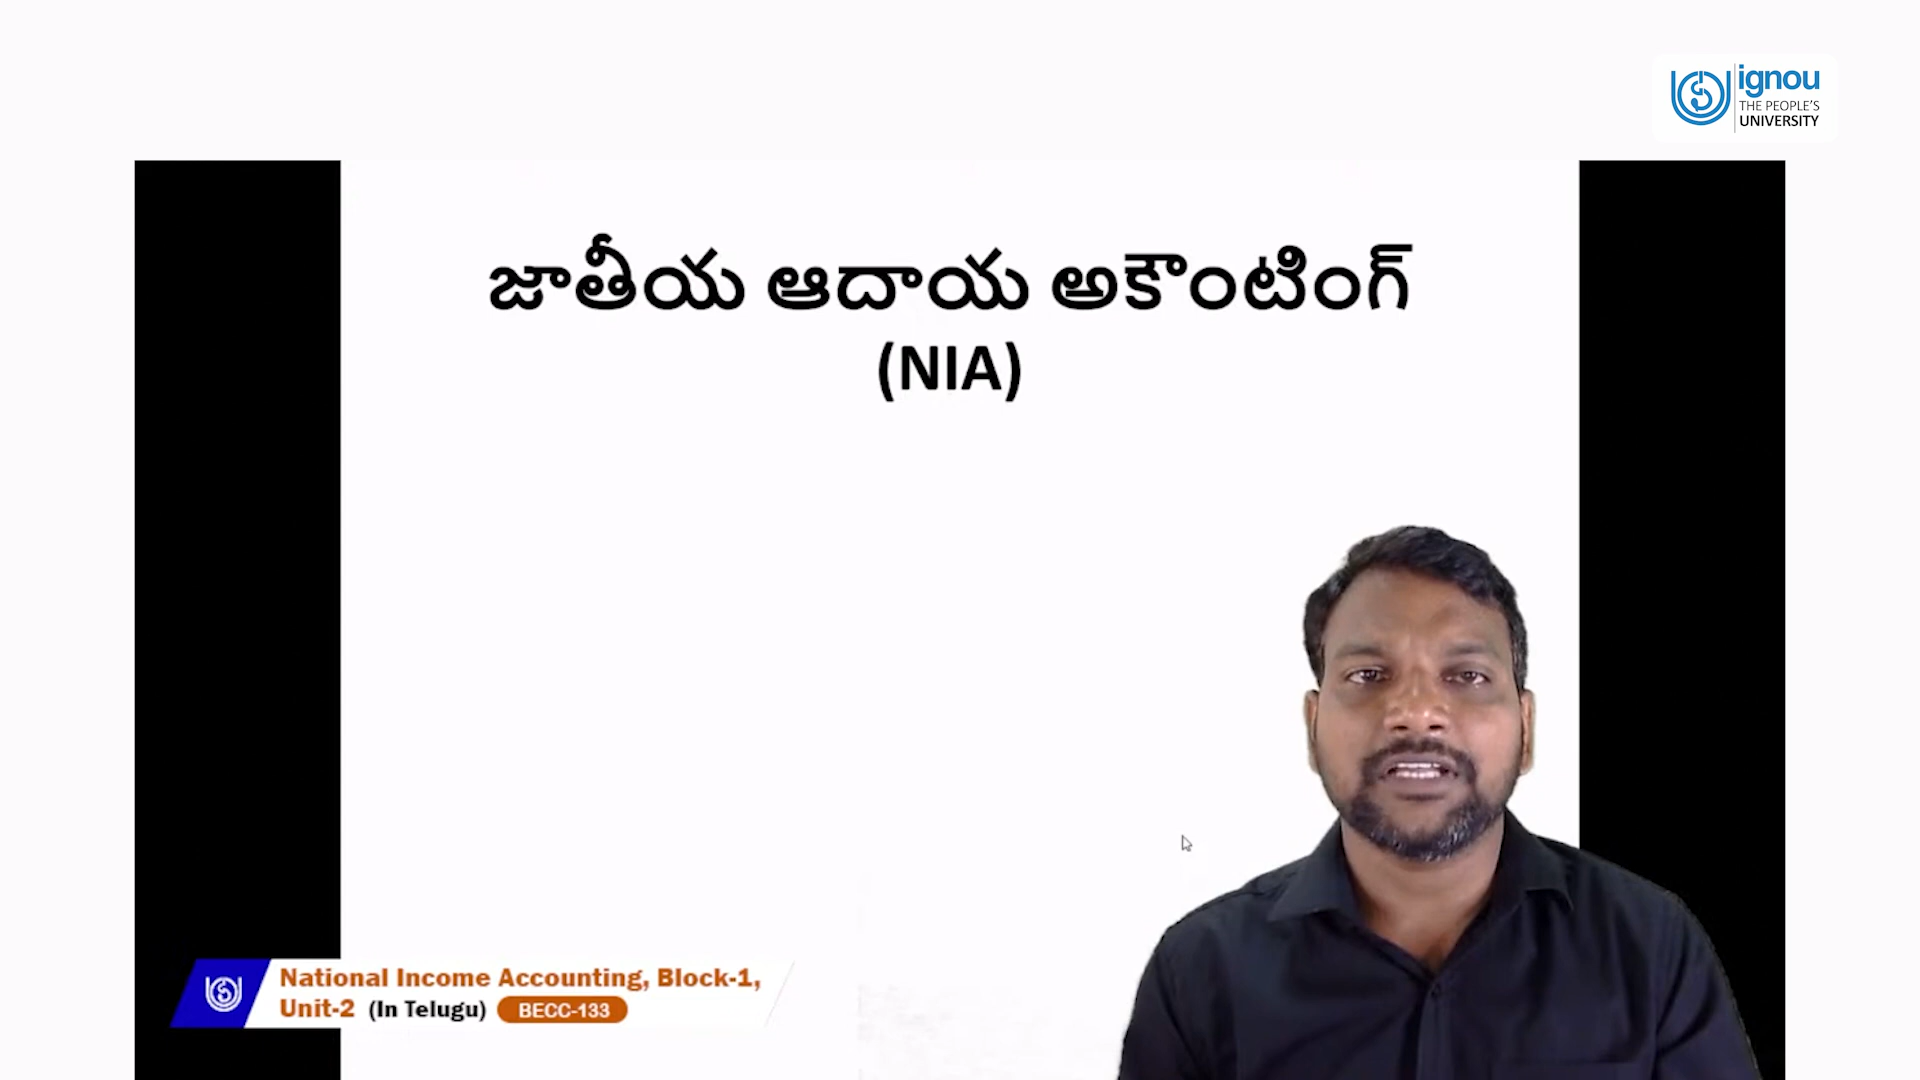 ignou
THE PEOPLE'S
UNIVERSITY
జాతీయ ఆదాయ అకౌంటింగ్
(NIA)
National Income Accounting, Block-1,
Unit-2 (In Telugu) BECC-133